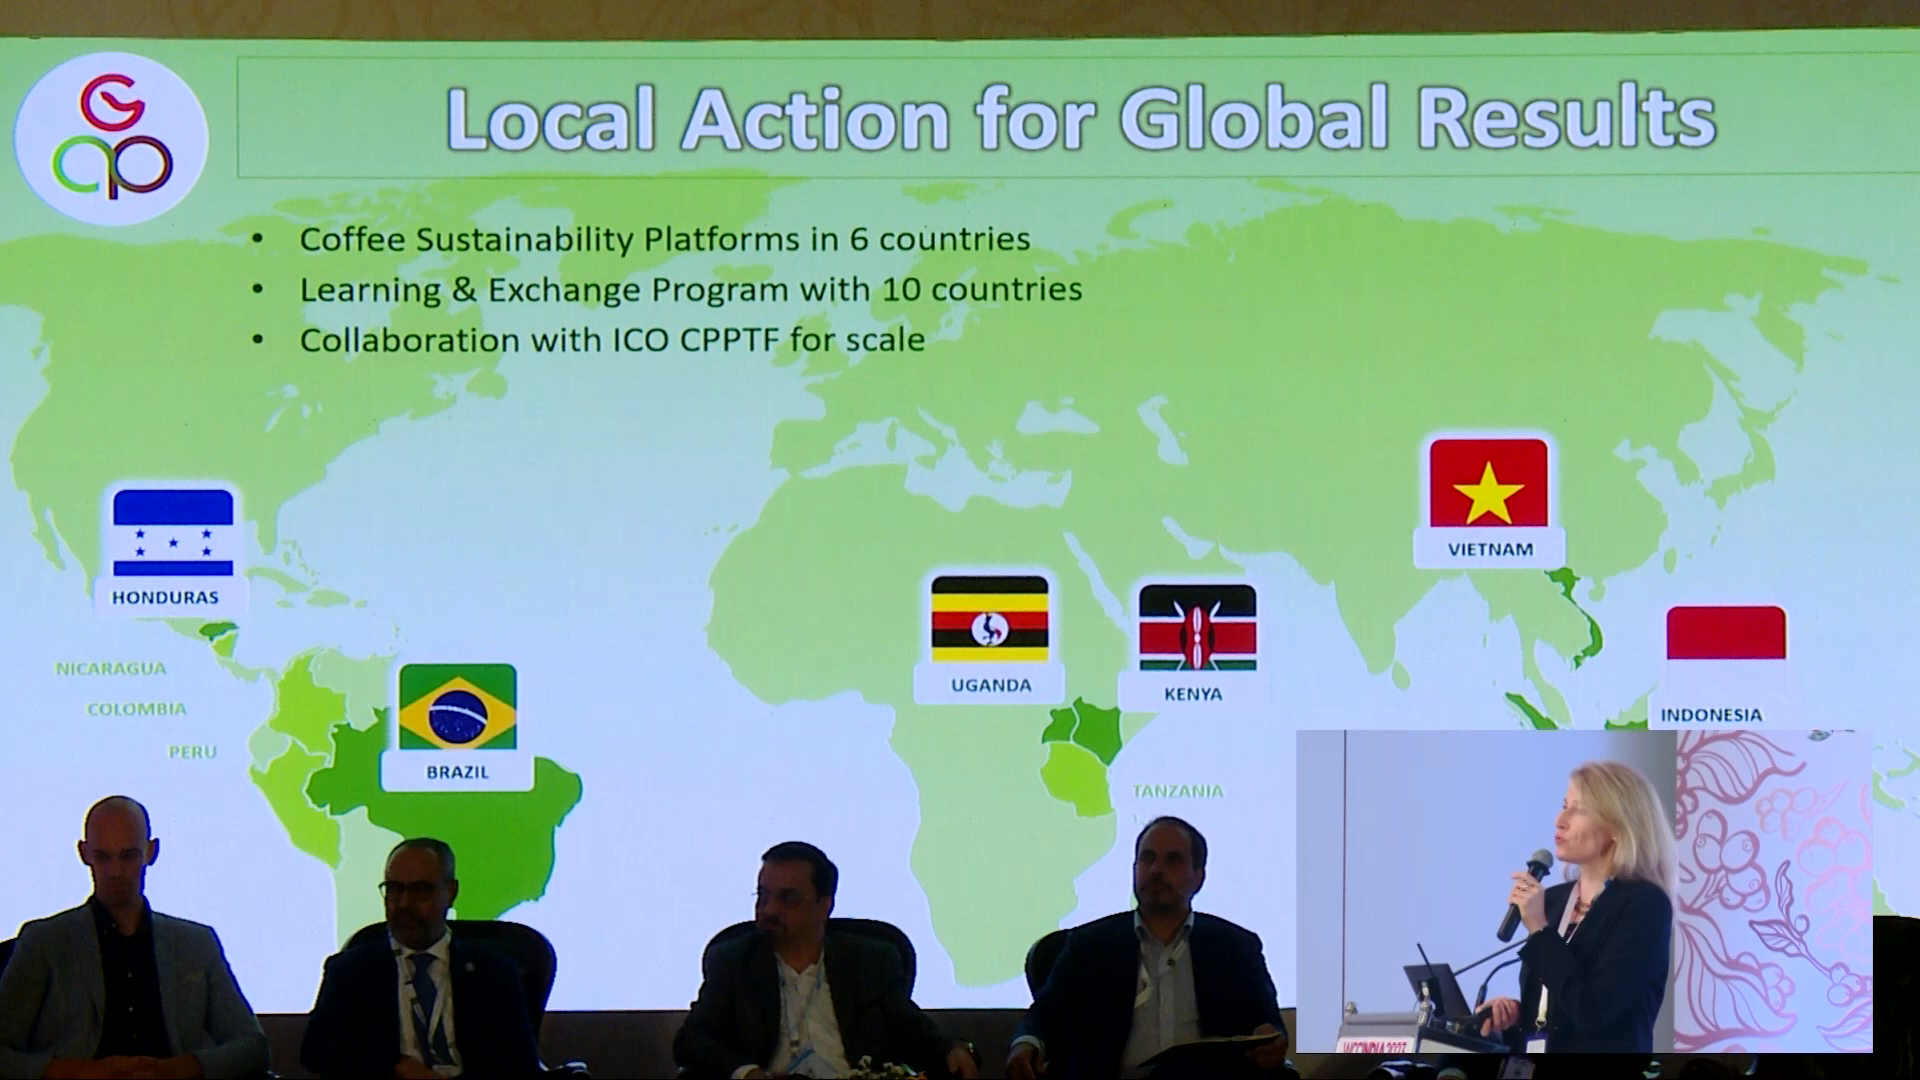 Local Action for Global Results
• Coffee Sustainability Platforms in 6 countries
• Learning & Exchange Program with 10 countries
• Collaboration with ICO CPPTF for scale
VIETNAM
HONDURAS
NICARAGUA
UGANDA
KENYA
COLOMBIA
INDONESIA
PERU
BRAZIL
TANZANIA